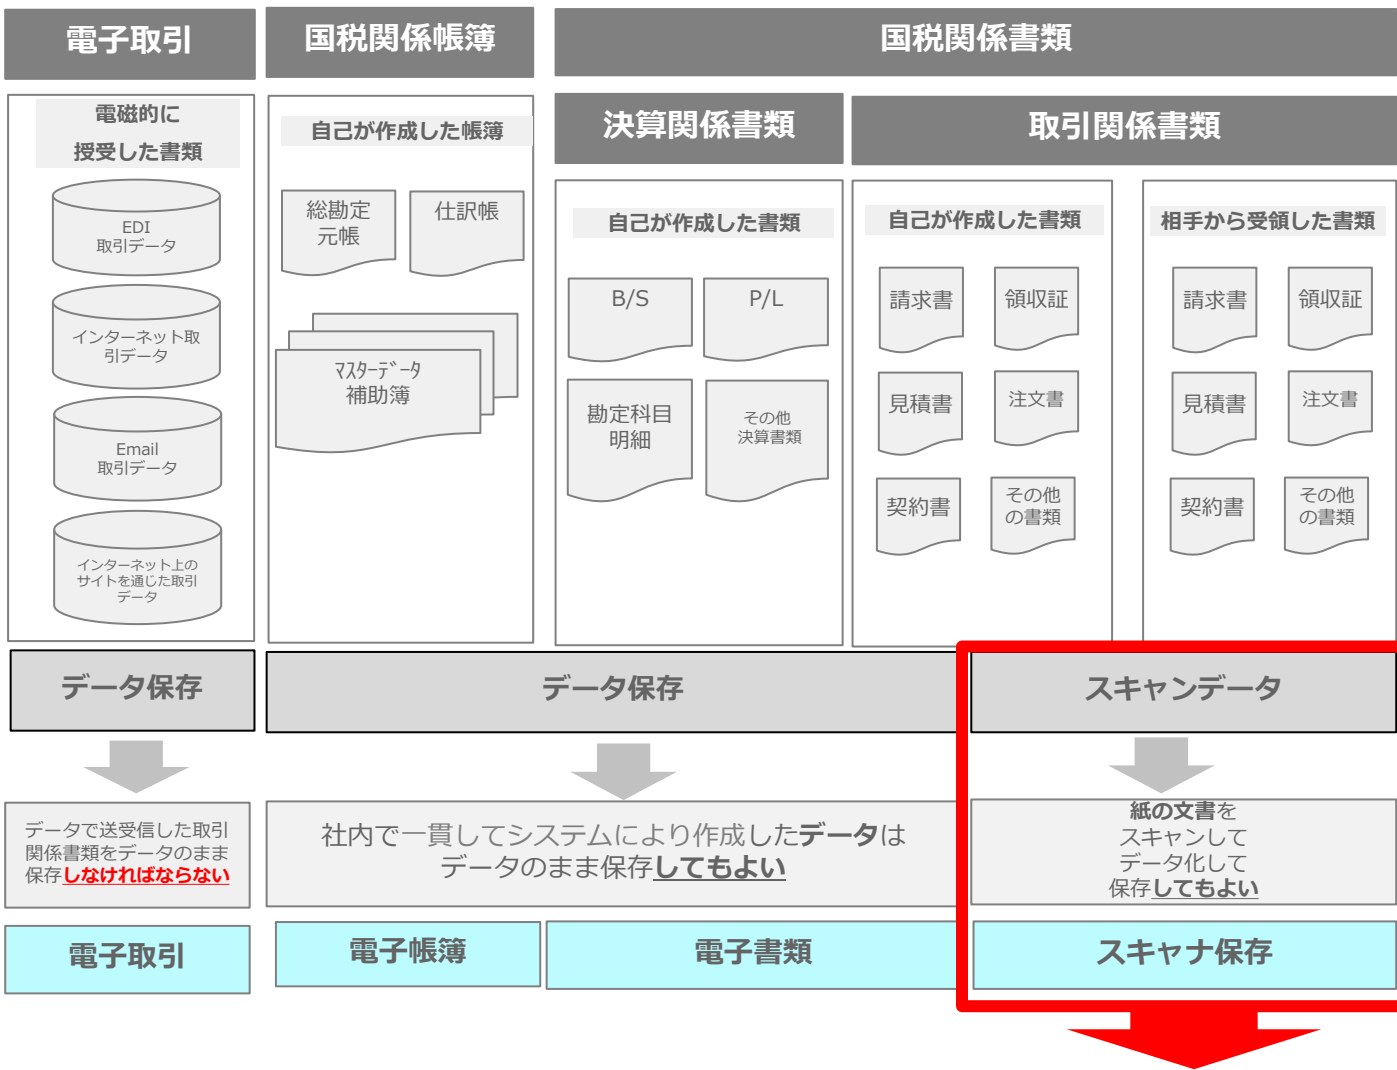 電子取引
国税関係帳簿
国税関係書類
電磁的に
授受した書類
EDI
取引データ
インターネット取
引データ
Email
取引データ
インターネット上の
サイトを通じた取引
データ
自己が作成した帳簿
総勘定
元帳
仕訳帳
ﾏｽﾀｰﾃﾞｰﾀ
補助簿
決算関係書類
自己が作成した書類
B/S
P/L
勘定科目
明細
その他
決算書類
取引関係書類
自己が作成した書類
請求書
領収証
見積書
注文書
契約書
その他
の書類
相手から受領した書類
請求書
領収証
見積書
注文書
契約書
その他
の書類
データ保存
データ保存
スキャンデータ
データで送受信した取引
関係書類をデータのまま
保存しなければならない
社内で一貫してシステムにより作成したデータは
データのまま保存してもよい
紙の文書を
スキャンして
データ化して
保存してもよい
電子取引
電子帳簿
電子書類
スキャナ保存